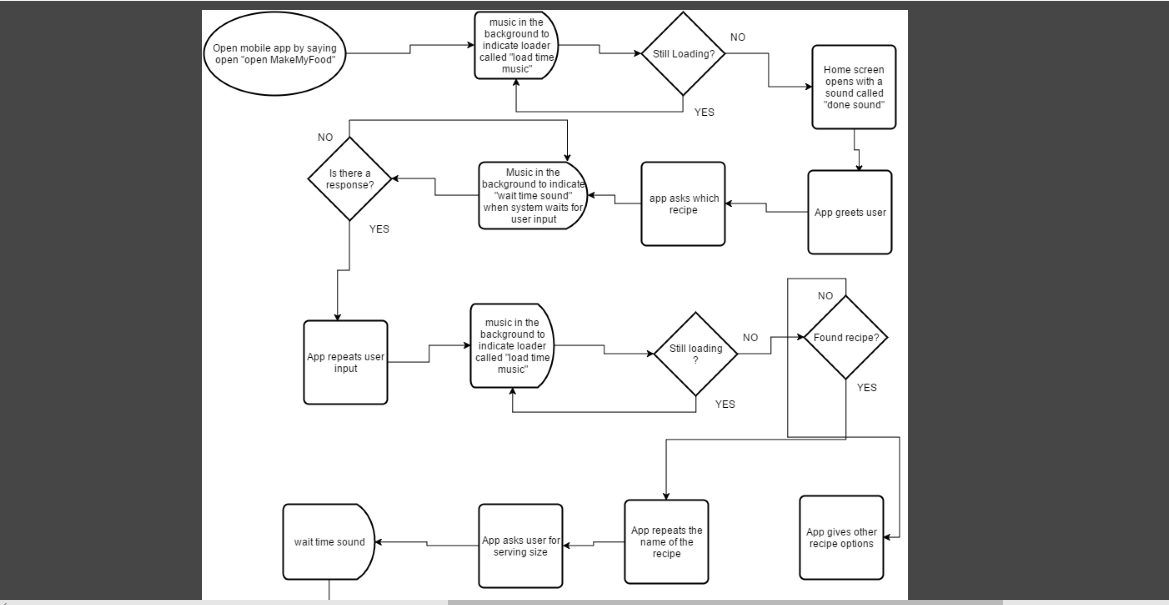 Open mobile app by saying
open "open MakeMyFood"
music in the
background to
indicate loader
called "load time
music"
Still Loading?
NO
YES
Home screen
opens with a
sound called
"done sound"
App greets user
app asks which
recipe
Music in the
background to indicate
"wait time sound"
when system waits for
user input
Is there a
response?
NO
YES
App repeats user
input
music in the
background to
indicate loader
called "load time
music"
Still loading
?
NO
YES
Found recipe?
NO
YES
App gives other
recipe options
App repeats the
name of the
recipe
App asks user for
serving size
wait time sound